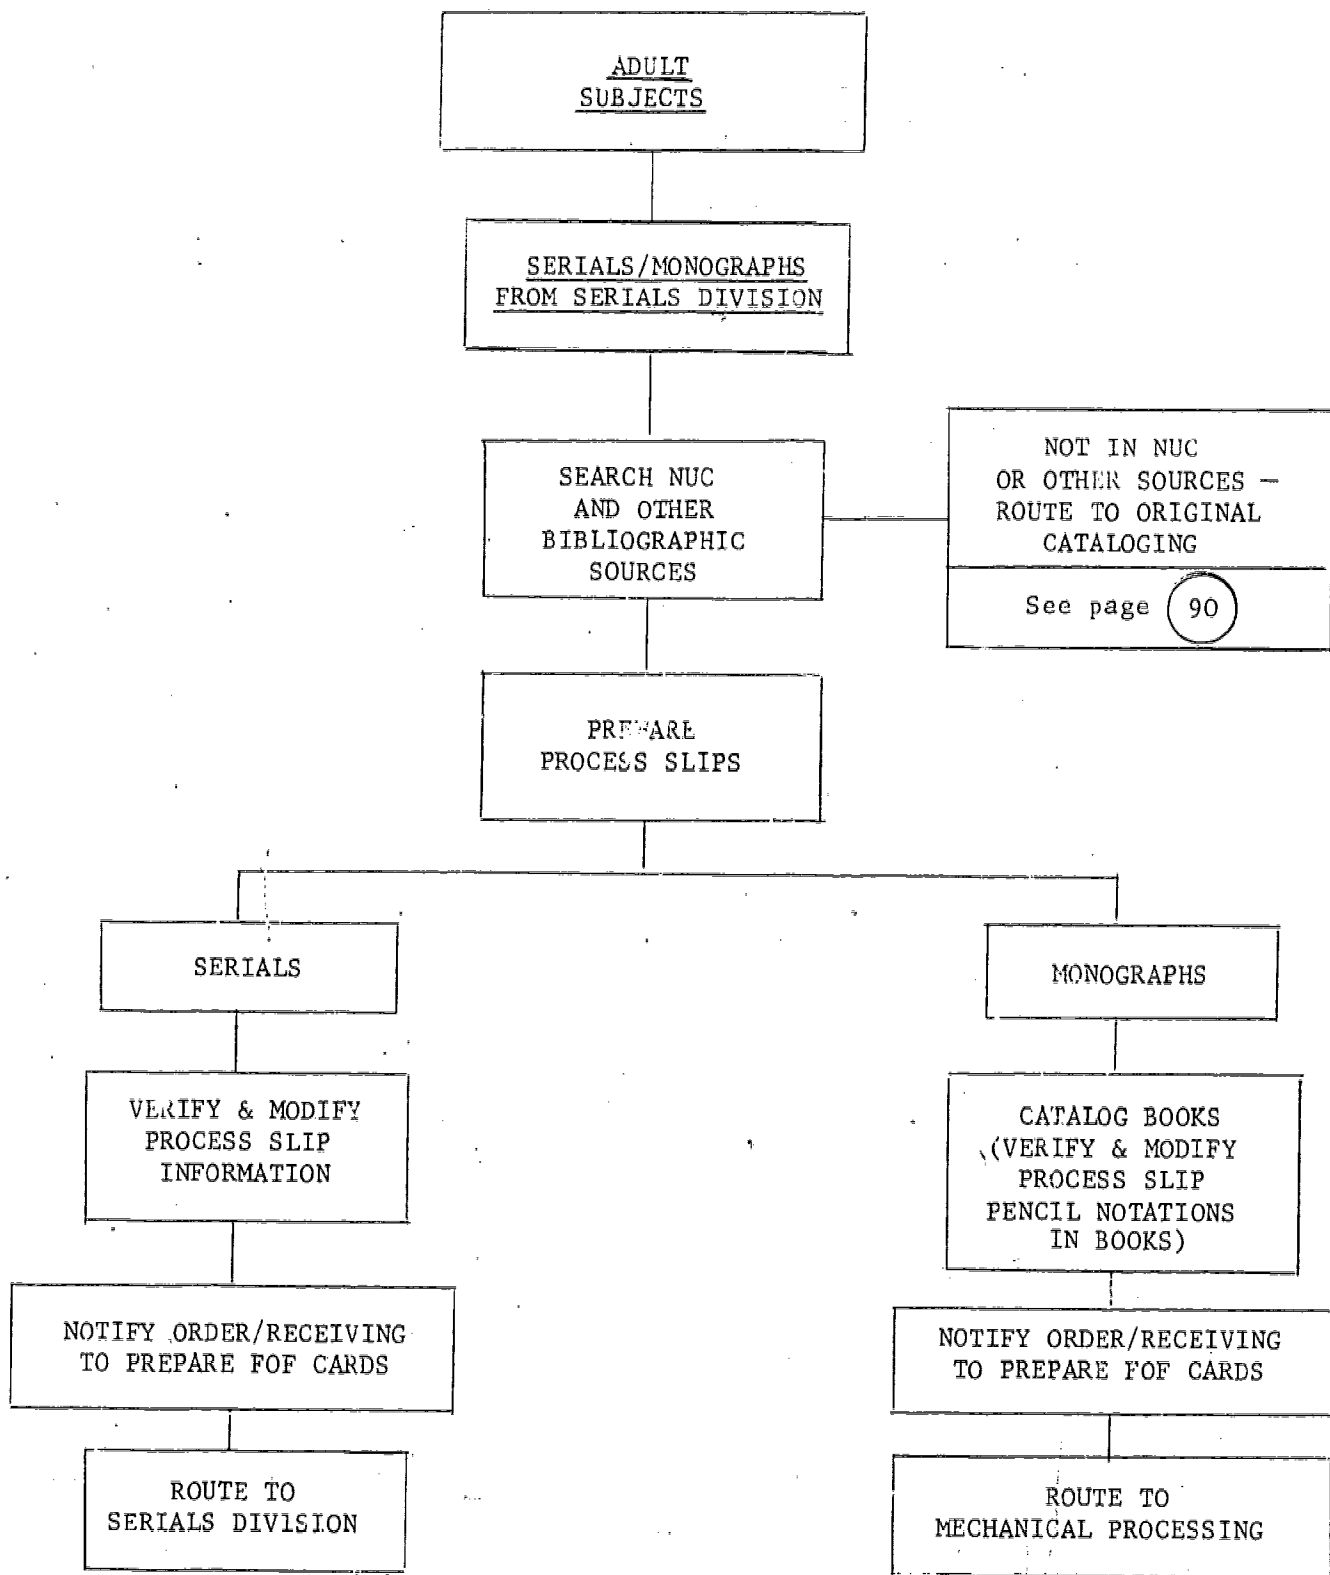 ADULT
SUBJECTS
SERIALS/MONOGRAPHS
FROM SERIALS DIVISION
SEARCH NUC
AND OTHER
BIBLIOGRAPHIC
SOURCES
NOT IN NUC
OR OTHER SOURCES —
ROUTE TO ORIGINAL
CATALOGING
See page 90
PREPARE
PROCESS SLIPS
SERIALS
MONOGRAPHS
VERIFY & MODIFY
PROCESS SLIP
INFORMATION
CATALOG BOOKS
(VERIFY & MODIFY
PROCESS SLIP
PENCIL NOTATIONS
IN BOOKS)
NOTIFY ORDER/RECEIVING
TO PREPARE FOF CARDS
NOTIFY ORDER/RECEIVING
TO PREPARE FOF CARDS
ROUTE TO
SERIALS DIVISION
ROUTE TO
MECHANICAL PROCESSING